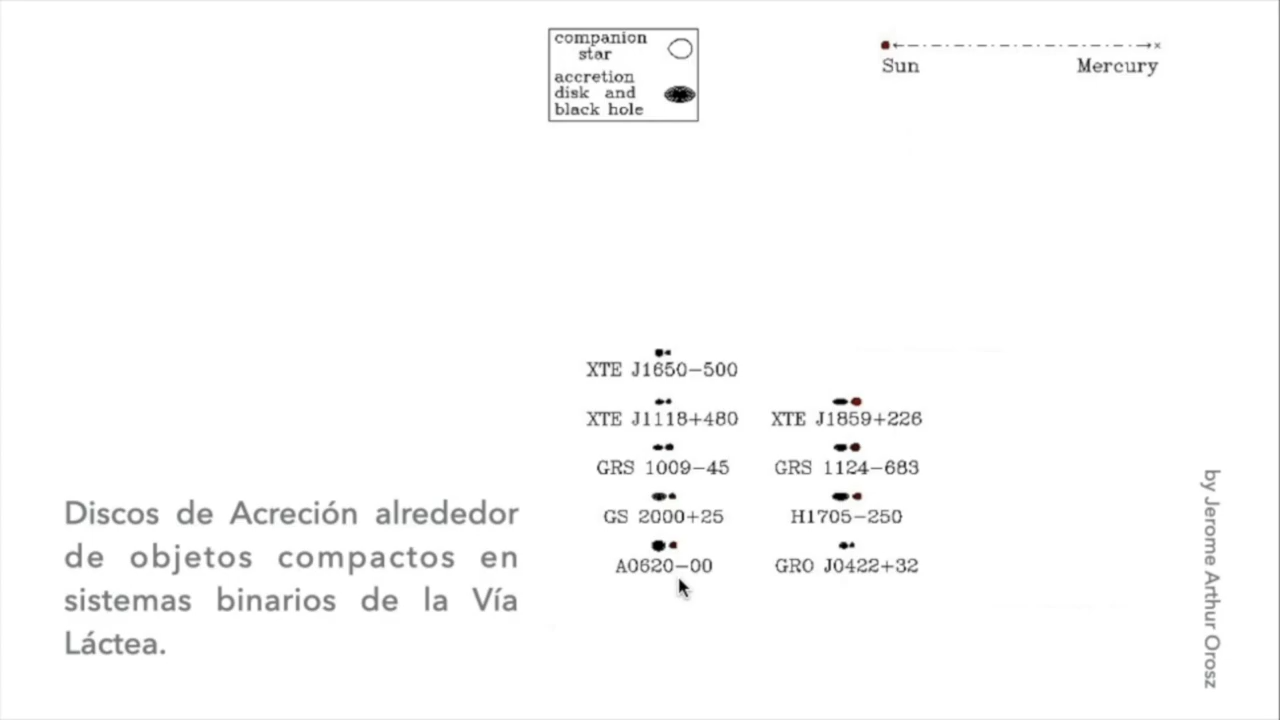 companion
star
accretion
disk and
black hole
Sun
Mercury
XTE J1650-500
XTE J1118+480
XTE J1859+226
GRS 1009-45
GRS 1124-683
GS 2000+25
H1705-250
A0620-00
GRO J0422+32
Discos de Acreción alrededor
de objetos compactos en
sistemas binarios de la Vía
Láctea.
by Jerome Arthur Orosz